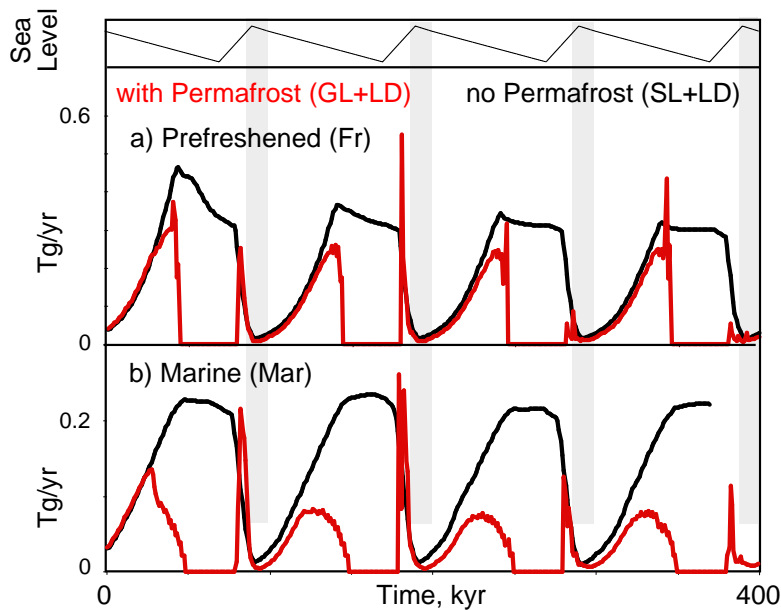 Sea
Level
with Permafrost (GL+LD) no Permafrost (SL+LD)
0.6
a) Prefreshened (Fr)
Tg/yr
0
b) Marine (Mar)
0.2
Tg/yr
0
0 Time, kyr 400